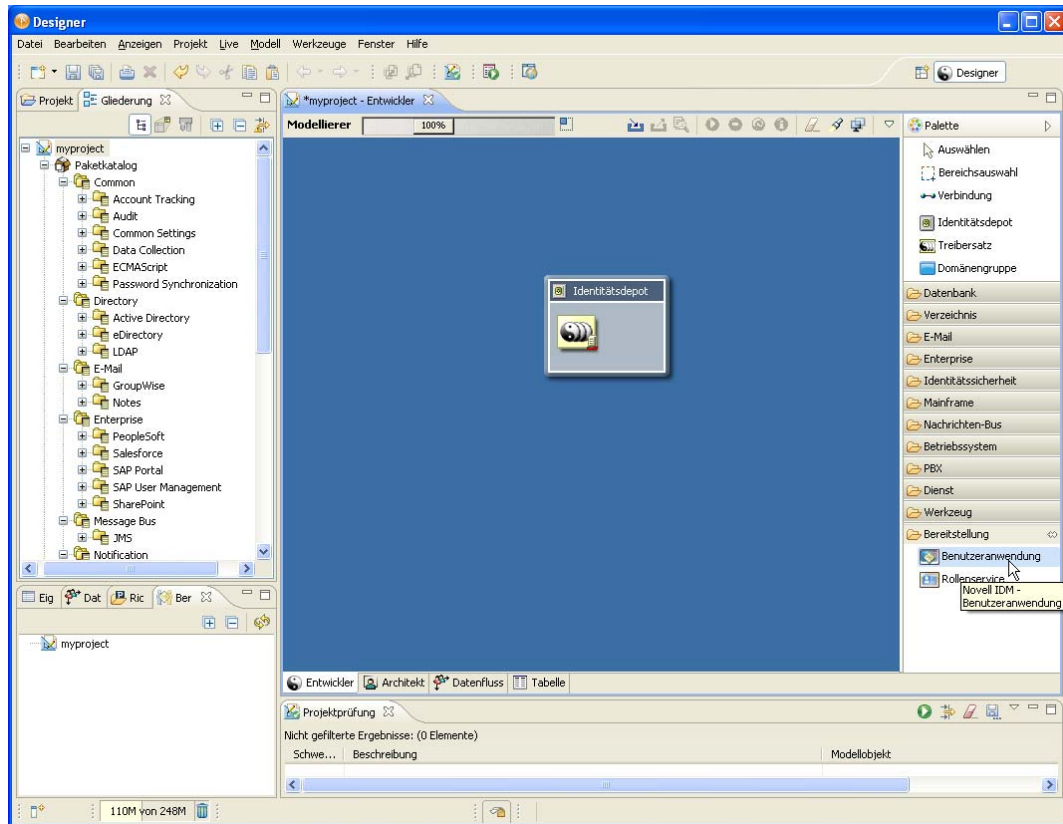 Designer
Datei Bearbeiten Anzeigen Projekt Live Modell Werkzeuge Fenster Hilfe
Designer
Projekt Gliederung
myproject
Paketkatalog
Common
Account Tracking
Audit
Common Settings
Data Collection
ECMAScript
Password Synchronization
Directory
Active Directory
eDirectory
LDAP
E-Mail
GroupWise
Notes
Enterprise
PeopleSoft
Salesforce
SAP Portal
SAP User Management
SharePoint
Message Bus
JMS
Notification
Eig Dat Ric Ber
myproject
*myproject - Entwickler
Modellierer 100%
Identitätsdepot
Entwickler Architekt Datenfluss Tabelle
Palette
Auswählen
Bereichsauswahl
Verbindung
Identitätsdepot
Treibersatz
Domänengruppe
Datenbank
Verzeichnis
E-Mail
Enterprise
Identitätssicherheit
Mainframe
Nachrichten-Bus
Betriebssystem
PBX
Dienst
Werkzeug
Bereitstellung
Benutzeranwendung
Rollenservice
Novell IDM -
Benutzeranwendung
Projektprüfung
Nicht gefilterte Ergebnisse: (0 Elemente)
Schwe... Beschreibung Modellobjekt
110M von 248M